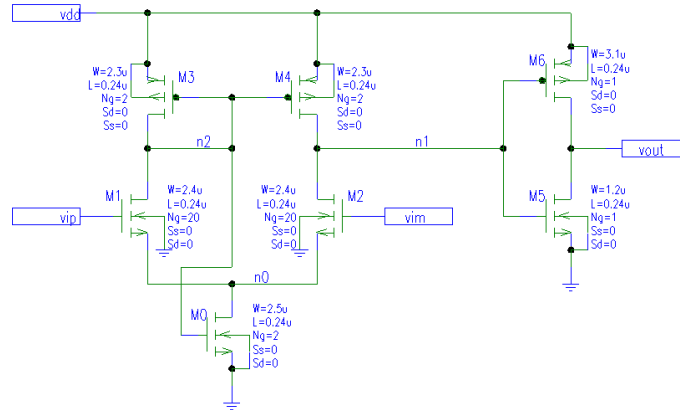 vdd
M3
W=2.3u
L=0.24u
Ng=2
Sd=0
Ss=0
M4
W=2.3u
L=0.24u
Ng=2
Sd=0
Ss=0
M6
W=3.1u
L=0.24u
Ng=1
Sd=0
Ss=0
n2
n1
vout
vip
M1
W=2.4u
L=0.24u
Ng=20
Ss=0
Sd=0
W=2.4u
L=0.24u
Ng=20
Ss=0
Sd=0
M2
vim
M5
W=1.2u
L=0.24u
Ng=1
Ss=0
Sd=0
n0
M0
W=2.5u
L=0.24u
Ng=2
Ss=0
Sd=0